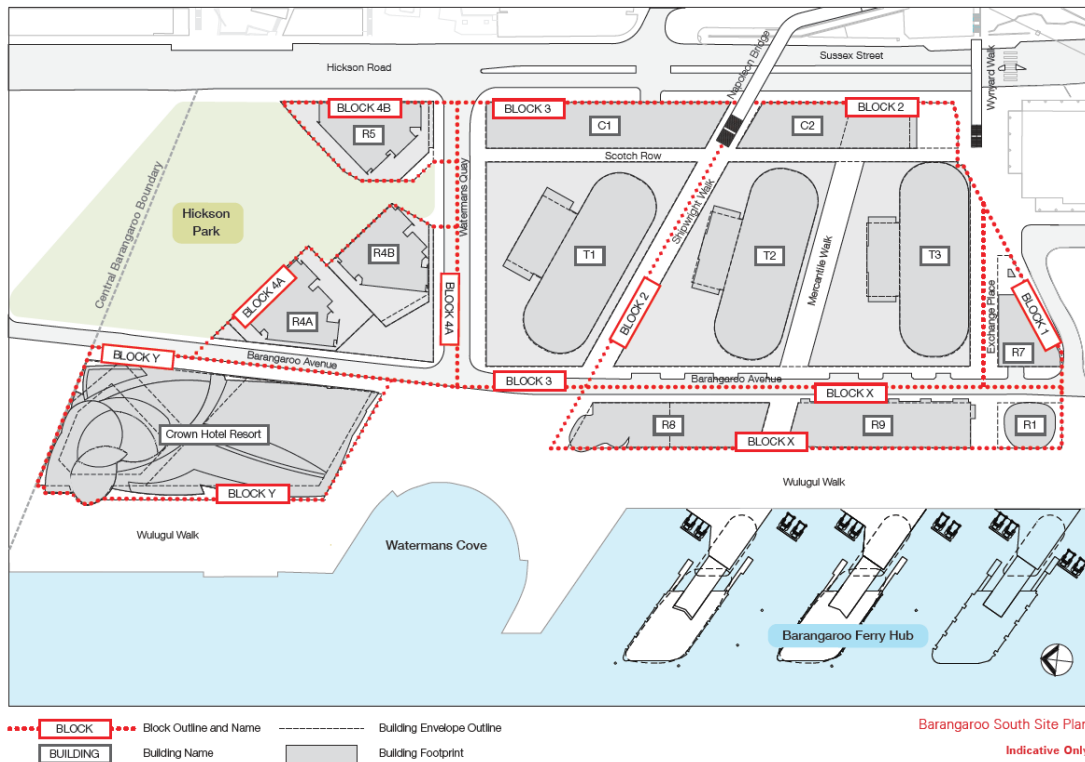 Hickson Road
Sussex Street
Napoleon Bridge
Wynyard Walk
BLOCK 4B
R5
BLOCK 3
C1
C2
BLOCK 2
Scotch Row
Watermans Quay
Central Barangaroo Boundary
Hickson
Park
R4B
BLOCK 4A
R4A
BLOCK 4A
T1
Shipwright Walk
BLOCK 2
T2
Mercantile Walk
T3
Exchange Place
BLOCK 1
R7
BLOCK Y
Barangaroo Avenue
BLOCK 3
Barangaroo Avenue
BLOCK X
Crown Hotel Resort
R8
R9
R1
BLOCK X
BLOCK Y
Wulugul Walk
Wulugul Walk
Watermans Cove
Barangaroo Ferry Hub
BLOCK
Block Outline and Name
Building Envelope Outline
BUILDING
Building Name
Building Footprint
Barangaroo South Site Plan
Indicative Only